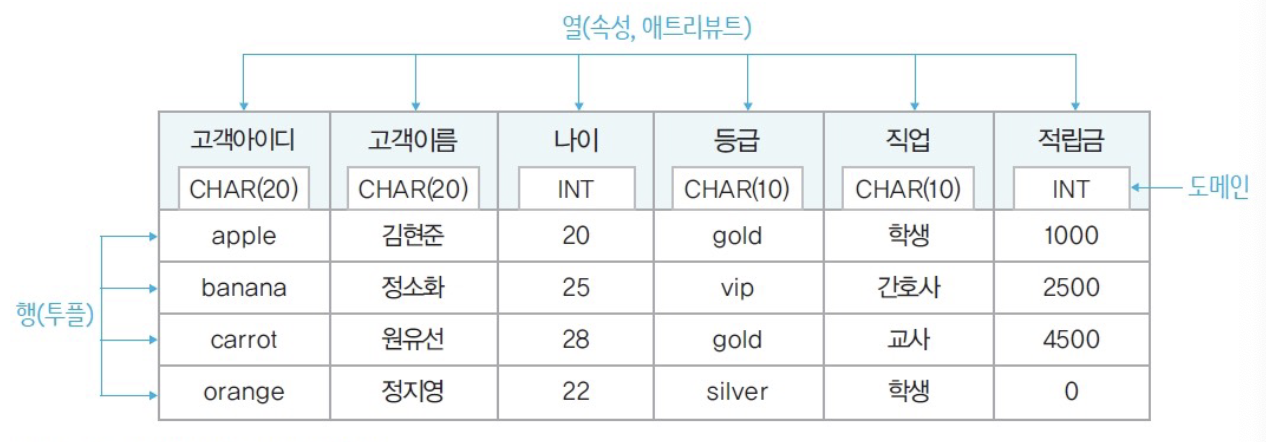 열(속성, 애트리뷰트)
고객아이디 고객이름 나이 등급 직업 적립금
CHAR(20) CHAR(20) INT CHAR(10) CHAR(10) INT 도메인
apple 김현준 20 gold 학생 1000
banana 정소화 25 vip 간호사 2500
행(투플)
carrot 원유선 28 gold 교사 4500
orange 정지영 22 silver 학생 0